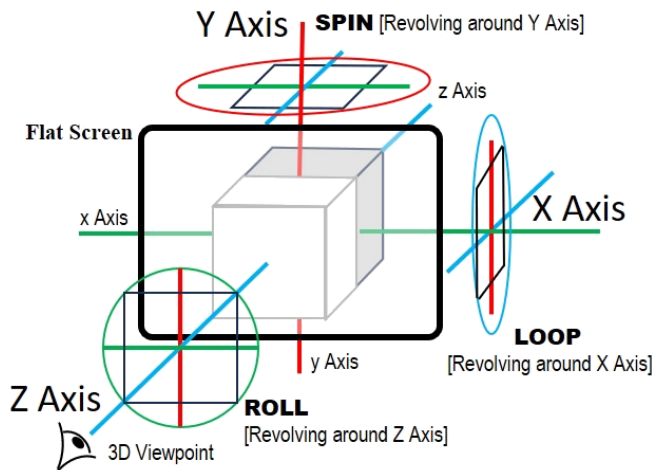 Y Axis
SPIN [Revolving around Y Axis]
z Axis
Flat Screen
x Axis
X Axis
LOOP
[Revolving around X Axis]
y Axis
Z Axis
ROLL
[Revolving around Z Axis]
3D Viewpoint